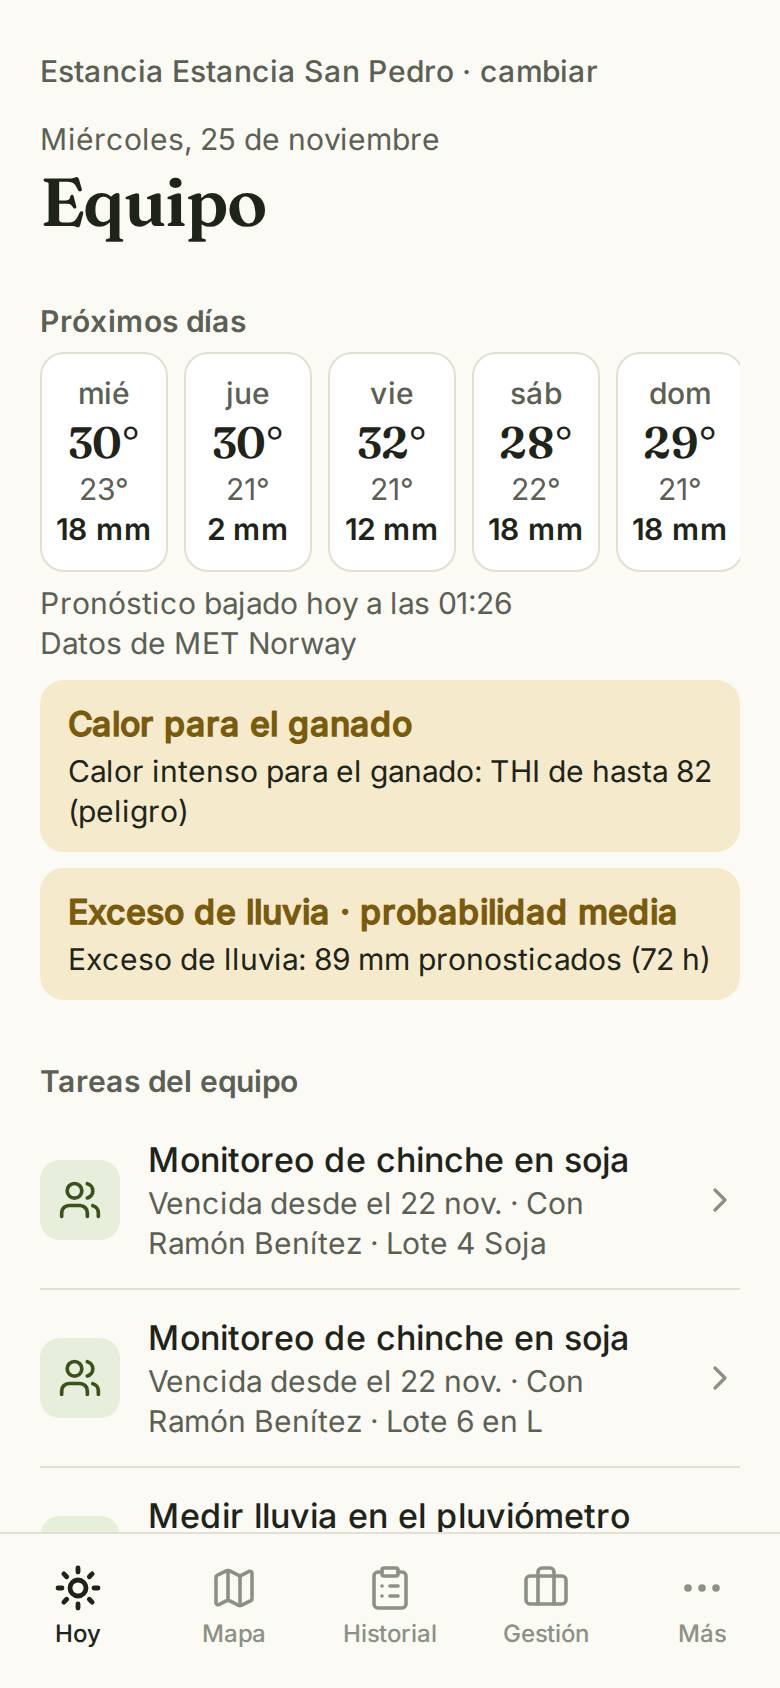 Estancia Estancia San Pedro · cambiar
Miércoles, 25 de noviembre
Equipo
Próximos días
mié jue vie sáb dom
30° 30° 32° 28° 29°
23° 21° 21° 22° 21°
18 mm 2 mm 12 mm 18 mm 18 mm
Pronóstico bajado hoy a las 01:26
Datos de MET Norway
Calor para el ganado
Calor intenso para el ganado: THI de hasta 82
(peligro)
Exceso de lluvia · probabilidad media
Exceso de lluvia: 89 mm pronosticados (72 h)
Tareas del equipo
Monitoreo de chinche en soja
Vencida desde el 22 nov. · Con
Ramón Benítez · Lote 4 Soja
Monitoreo de chinche en soja
Vencida desde el 22 nov. · Con
Ramón Benítez · Lote 6 en L
Medir lluvia en el pluviómetro
Hoy Mapa Historial Gestión Más